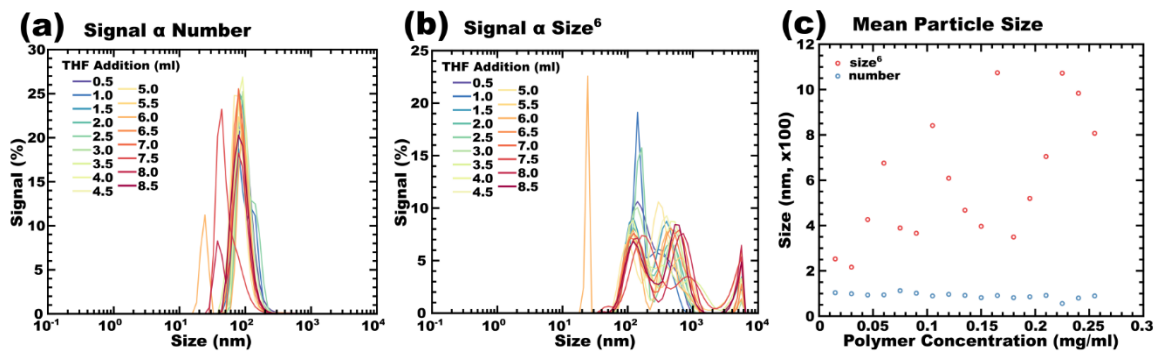 (a) Signal α Number
30
25
20
15
10
5
0
Signal (%)
THF Addition (ml)
0.5 5.0
1.0 5.5
1.5 6.0
2.0 6.5
2.5 7.0
3.0 7.5
3.5 8.0
4.0 8.5
4.5
10⁻¹ 10⁰ 10¹ 10² 10³ 10⁴
Size (nm)
(b) Signal α Size⁶
25
20
15
10
5
0
Signal (%)
THF Addition (ml)
0.5 5.0
1.0 5.5
1.5 6.0
2.0 6.5
2.5 7.0
3.0 7.5
3.5 8.0
4.0 8.5
4.5
10⁻¹ 10⁰ 10¹ 10² 10³ 10⁴
Size (nm)
(c) Mean Particle Size
12
10
8
6
4
2
0
Size (nm, x100)
size⁶
number
0.05 0.1 0.15 0.2 0.25 0.3
Polymer Concentration (mg/ml)